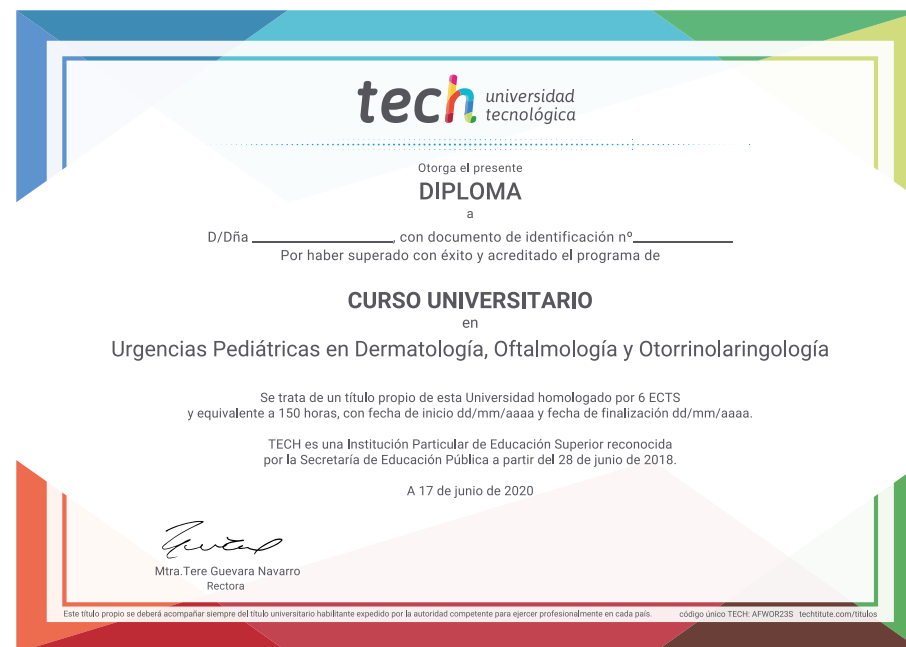 tech universidad
tecnológica
Otorga el presente
DIPLOMA
a
D/Dña ____________________, con documento de identificación nº______________
Por haber superado con éxito y acreditado el programa de
CURSO UNIVERSITARIO
en
Urgencias Pediátricas en Dermatología, Oftalmología y Otorrinolaringología
Se trata de un título propio de esta Universidad homologado por 6 ECTS
y equivalente a 150 horas, con fecha de inicio dd/mm/aaaa y fecha de finalización dd/mm/aaaa.
TECH es una Institución Particular de Educación Superior reconocida
por la Secretaría de Educación Pública a partir del 28 de junio de 2018.
A 17 de junio de 2020
Mtra.Tere Guevara Navarro
Rectora
Este título propio se deberá acompañar siempre del título universitario habilitante expedido por la autoridad competente para ejercer profesionalmente en cada país. código único TECH: AFWOR23S techtitute.com/titulos